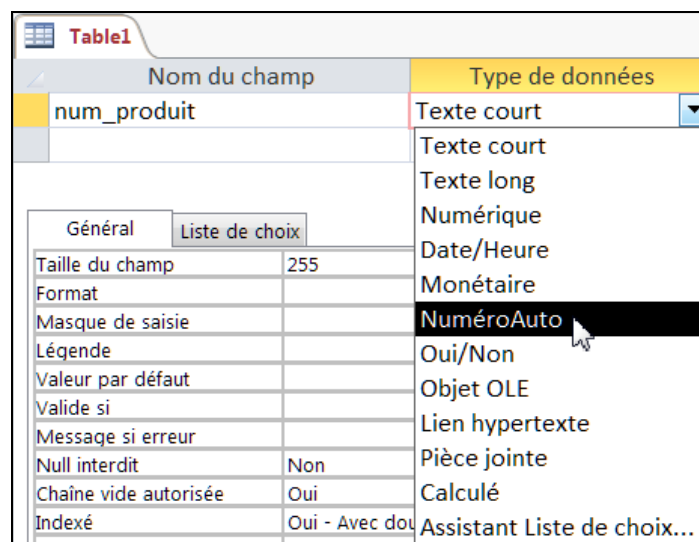 Table1
Nom du champ Type de données
num_produit Texte court
Texte court
Texte long
Numérique
Date/Heure
Monétaire
NuméroAuto
Oui/Non
Objet OLE
Lien hypertexte
Pièce jointe
Calculé
Assistant Liste de choix...
Général Liste de choix
Taille du champ 255
Format
Masque de saisie
Légende
Valeur par défaut
Valide si
Message si erreur
Null interdit Non
Chaîne vide autorisée Oui
Indexé Oui - Avec dou